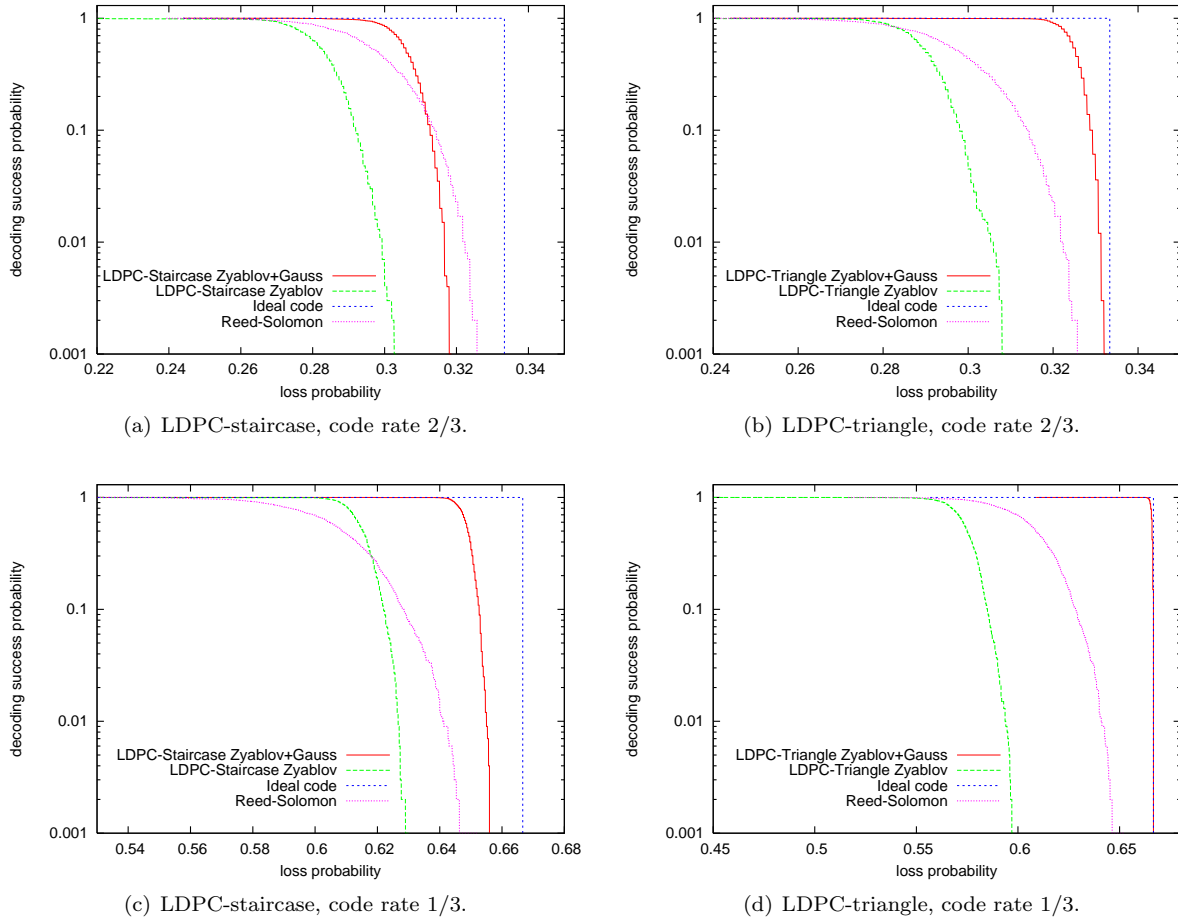 decoding success probability
1
0.1
0.01
0.001
LDPC-Staircase Zyablov+Gauss
LDPC-Staircase Zyablov
Ideal code
Reed-Solomon
0.22 0.24 0.26 0.28 0.3 0.32 0.34
loss probability
(a) LDPC-staircase, code rate 2/3.
decoding success probability
1
0.1
0.01
0.001
LDPC-Triangle Zyablov+Gauss
LDPC-Triangle Zyablov
Ideal code
Reed-Solomon
0.24 0.26 0.28 0.3 0.32 0.34
loss probability
(b) LDPC-triangle, code rate 2/3.
decoding success probability
1
0.1
0.01
0.001
LDPC-Staircase Zyablov+Gauss
LDPC-Staircase Zyablov
Ideal code
Reed-Solomon
0.54 0.56 0.58 0.6 0.62 0.64 0.66 0.68
loss probability
(c) LDPC-staircase, code rate 1/3.
decoding success probability
1
0.1
0.01
0.001
LDPC-Triangle Zyablov+Gauss
LDPC-Triangle Zyablov
Ideal code
Reed-Solomon
0.45 0.5 0.55 0.6 0.65
loss probability
(d) LDPC-triangle, code rate 1/3.